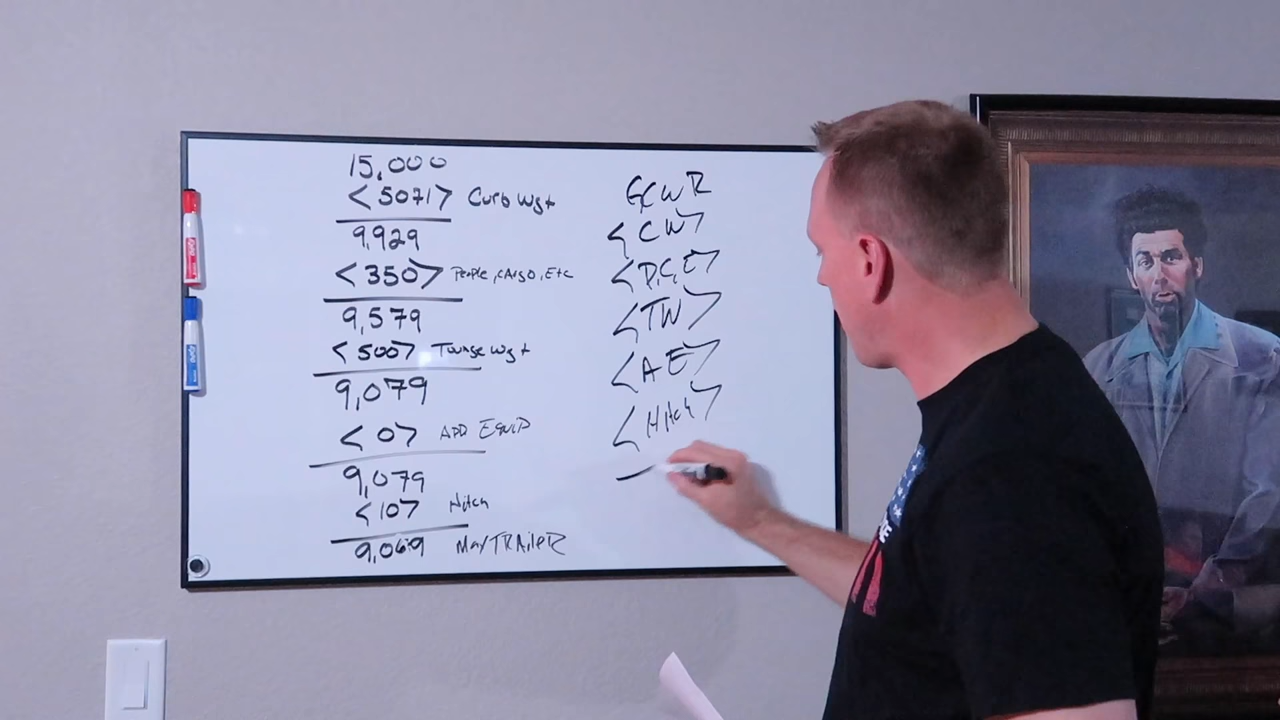 15,000
<5071> Curb Wgt
9,929
<350> People, Cargo, Etc
9,579
<500> Tounge Wgt
9,079
<0> ADD EQUIP
9,079
<10> Hitch
9,069 Max TRAILER
GCWR
<CW>
<P,C,E>
<TW>
<AE>
<Hitch>